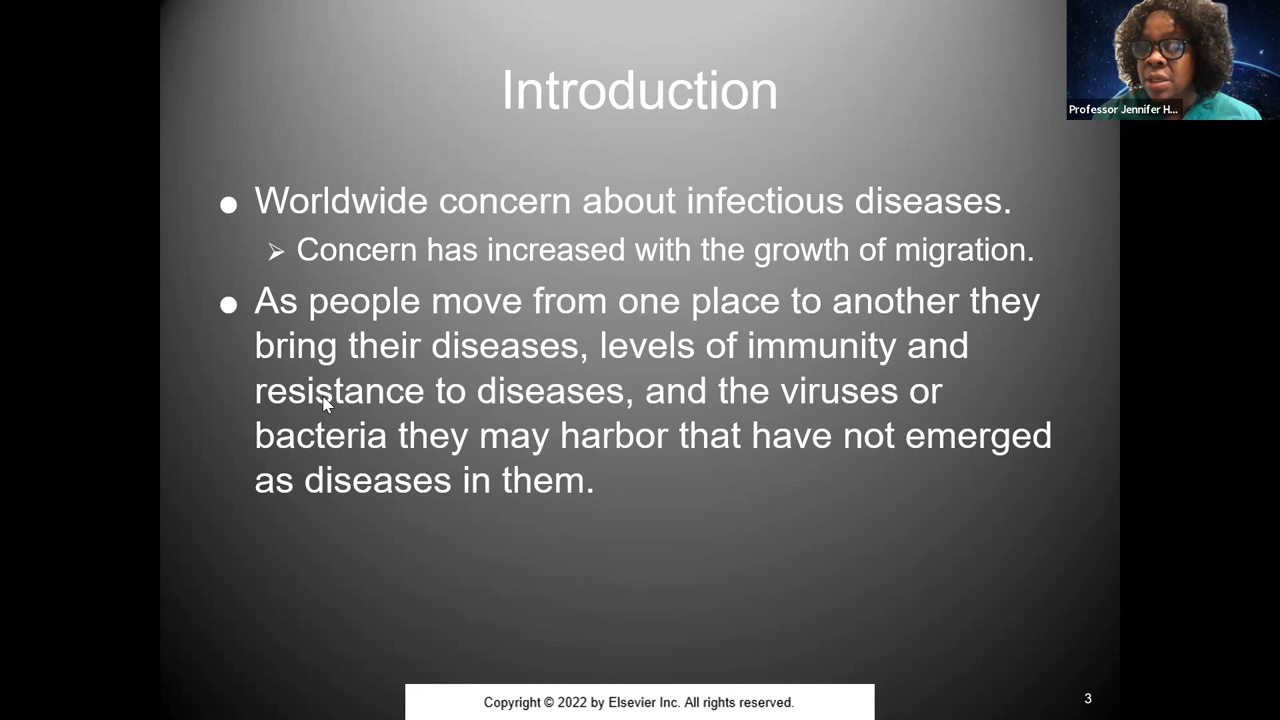 Introduction
Professor Jennifer H...
Worldwide concern about infectious diseases.
Concern has increased with the growth of migration.
As people move from one place to another they
bring their diseases, levels of immunity and
resistance to diseases, and the viruses or
bacteria they may harbor that have not emerged
as diseases in them.
Copyright © 2022 by Elsevier Inc. All rights reserved.
3